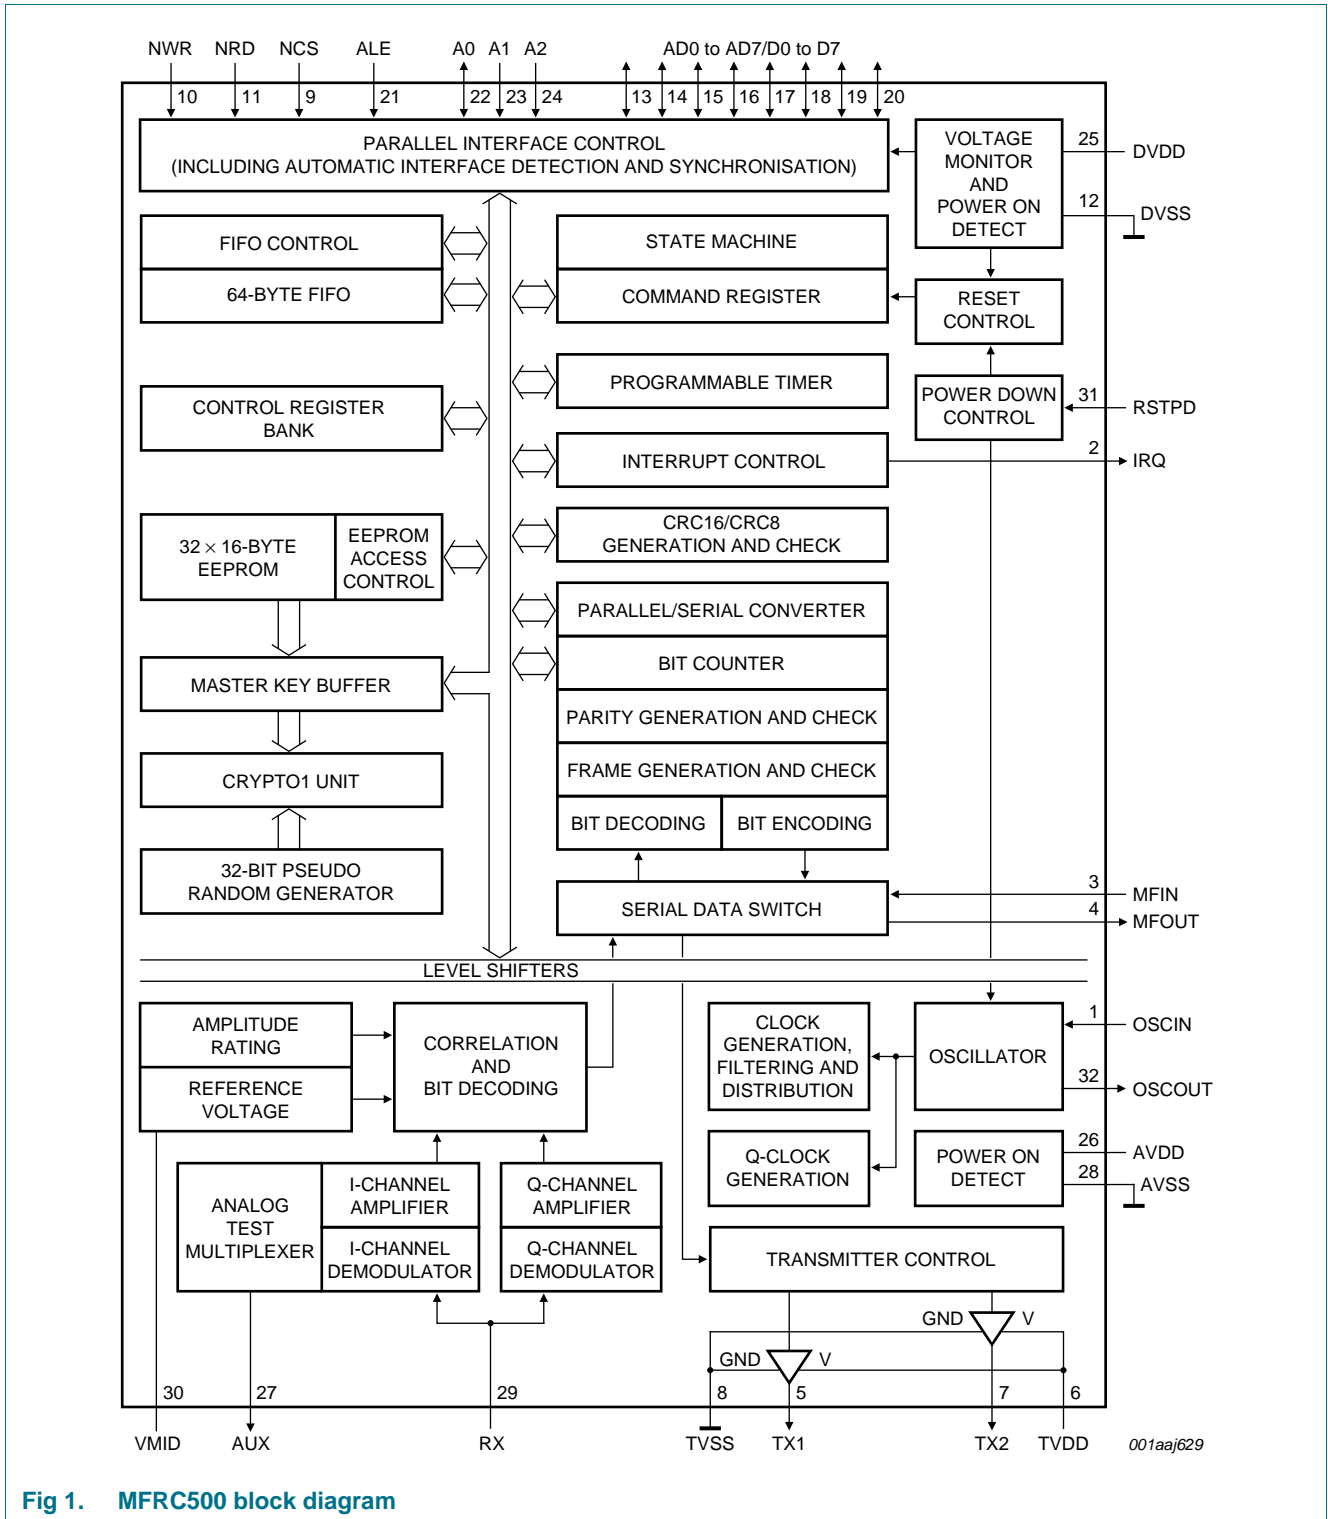 NWR NRD NCS ALE A0 A1 A2 AD0 to AD7/D0 to D7
10 11 9 21 22 23 24 13 14 15 16 17 18 19 20
PARALLEL INTERFACE CONTROL
(INCLUDING AUTOMATIC INTERFACE DETECTION AND SYNCHRONISATION)
VOLTAGE
MONITOR
AND
POWER ON
DETECT
25 DVDD
12 DVSS
FIFO CONTROL
64-BYTE FIFO
STATE MACHINE
COMMAND REGISTER
RESET
CONTROL
PROGRAMMABLE TIMER
CONTROL REGISTER
BANK
POWER DOWN
CONTROL
31 RSTPD
INTERRUPT CONTROL
2 IRQ
32 × 16-BYTE
EEPROM
EEPROM
ACCESS
CONTROL
CRC16/CRC8
GENERATION AND CHECK
PARALLEL/SERIAL CONVERTER
BIT COUNTER
MASTER KEY BUFFER
PARITY GENERATION AND CHECK
FRAME GENERATION AND CHECK
CRYPTO1 UNIT
BIT DECODING
BIT ENCODING
32-BIT PSEUDO
RANDOM GENERATOR
SERIAL DATA SWITCH
3 MFIN
4 MFOUT
LEVEL SHIFTERS
AMPLITUDE
RATING
REFERENCE
VOLTAGE
CORRELATION
AND
BIT DECODING
CLOCK
GENERATION,
FILTERING AND
DISTRIBUTION
OSCILLATOR
1 OSCIN
32 OSCOUT
Q-CLOCK
GENERATION
POWER ON
DETECT
26 AVDD
28 AVSS
ANALOG
TEST
MULTIPLEXER
I-CHANNEL
AMPLIFIER
I-CHANNEL
DEMODULATOR
Q-CHANNEL
AMPLIFIER
Q-CHANNEL
DEMODULATOR
TRANSMITTER CONTROL
GND V
GND V
30 27 29 8 5 7 6
VMID AUX RX TVSS TX1 TX2 TVDD
001aaj629
Fig 1. MFRC500 block diagram